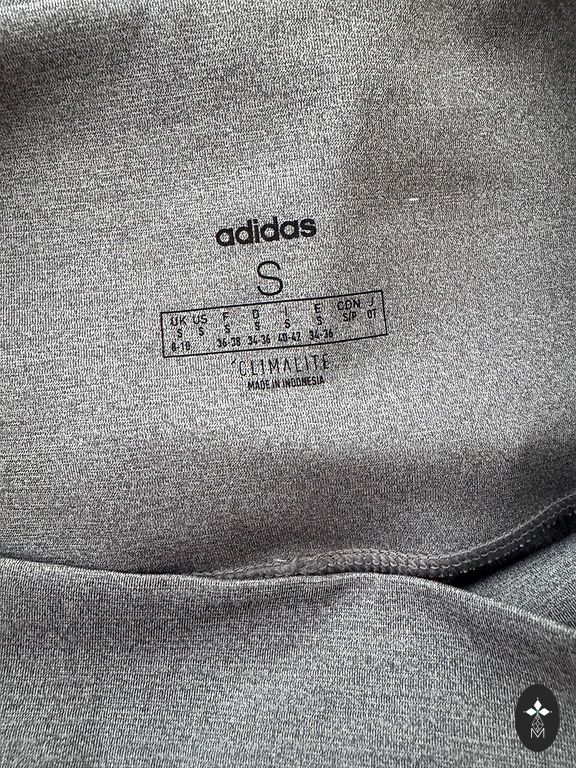 adidas
S
UK US F D I E CDN J
S S S S S S S/P OT
8-10 36-38 34-36 40-42 34-36
CLIMALITE
MADE IN INDONESIA
M